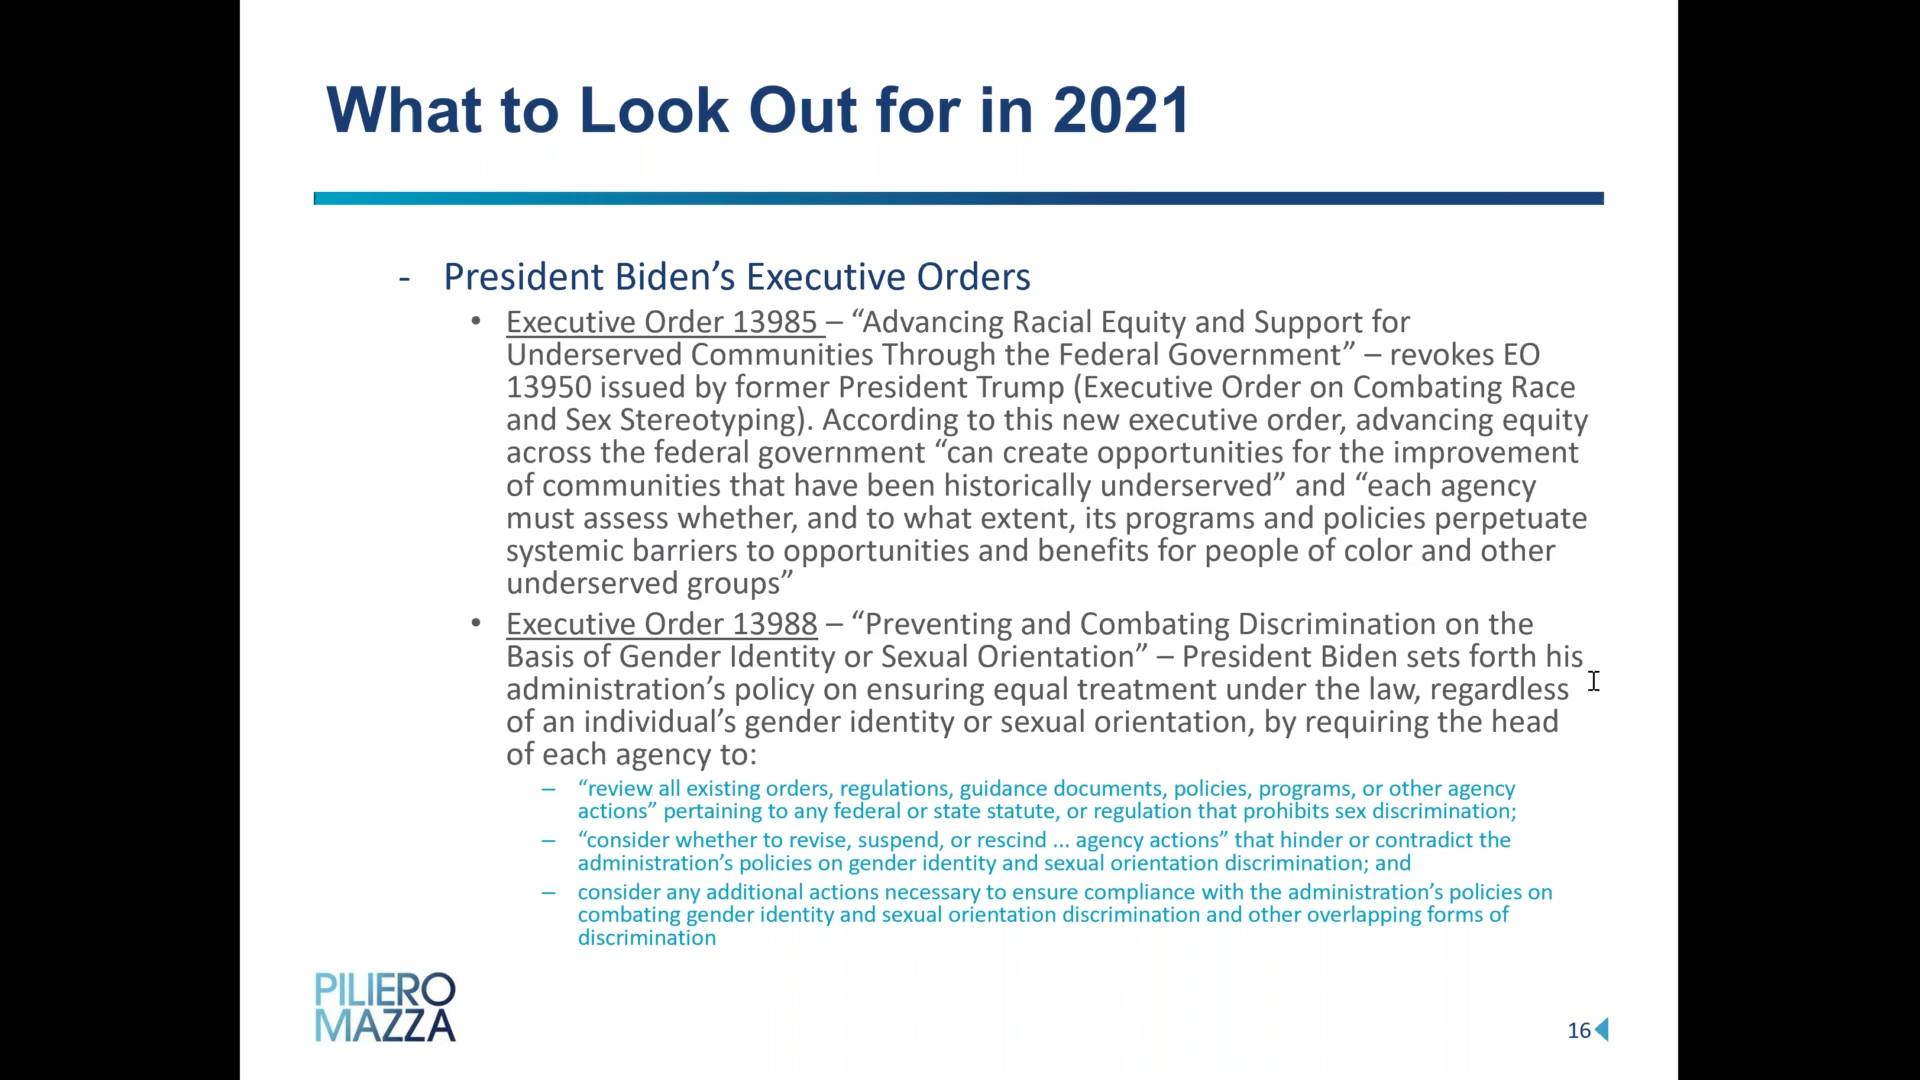 What to Look Out for in 2021
- President Biden’s Executive Orders
• Executive Order 13985 – “Advancing Racial Equity and Support for
Underserved Communities Through the Federal Government” – revokes EO
13950 issued by former President Trump (Executive Order on Combating Race
and Sex Stereotyping). According to this new executive order, advancing equity
across the federal government “can create opportunities for the improvement
of communities that have been historically underserved” and “each agency
must assess whether, and to what extent, its programs and policies perpetuate
systemic barriers to opportunities and benefits for people of color and other
underserved groups”
• Executive Order 13988 – “Preventing and Combating Discrimination on the
Basis of Gender Identity or Sexual Orientation” – President Biden sets forth his
administration’s policy on ensuring equal treatment under the law, regardless
of an individual’s gender identity or sexual orientation, by requiring the head
of each agency to:
– “review all existing orders, regulations, guidance documents, policies, programs, or other agency
actions” pertaining to any federal or state statute, or regulation that prohibits sex discrimination;
– “consider whether to revise, suspend, or rescind ... agency actions” that hinder or contradict the
administration’s policies on gender identity and sexual orientation discrimination; and
– consider any additional actions necessary to ensure compliance with the administration’s policies on
combating gender identity and sexual orientation discrimination and other overlapping forms of
discrimination
PILIERO
MAZZA
16